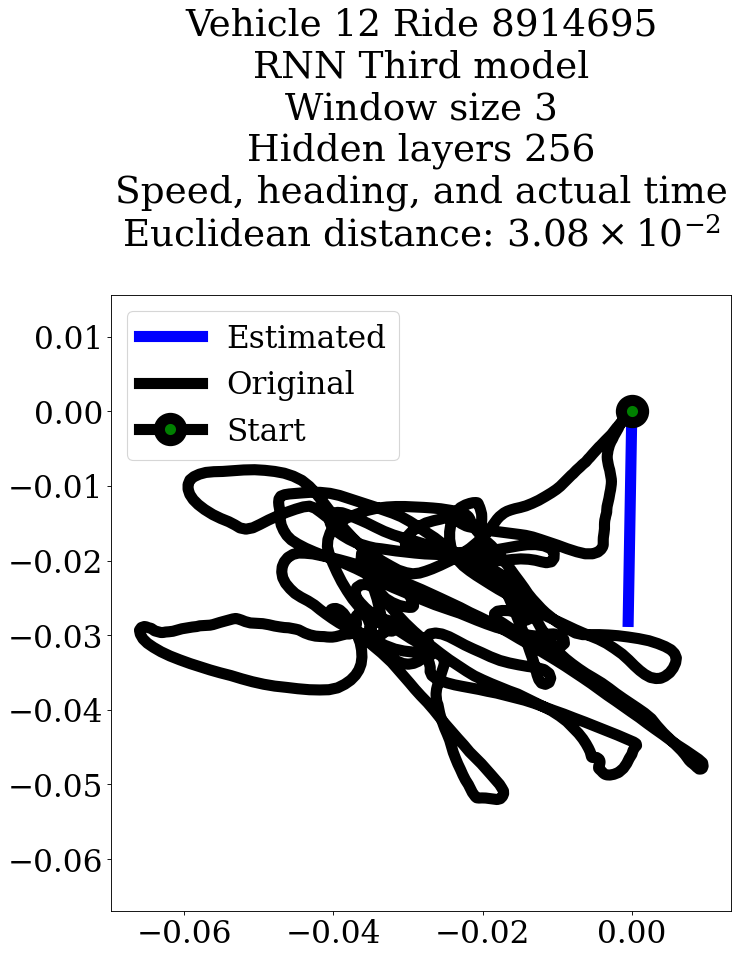 Vehicle 12 Ride 8914695
RNN Third model
Window size 3
Hidden layers 256
Speed, heading, and actual time
Euclidean distance: 3.08 × 10⁻²
Estimated
Original
Start
0.01
0.00
−0.01
−0.02
−0.03
−0.04
−0.05
−0.06
−0.06 −0.04 −0.02 0.00